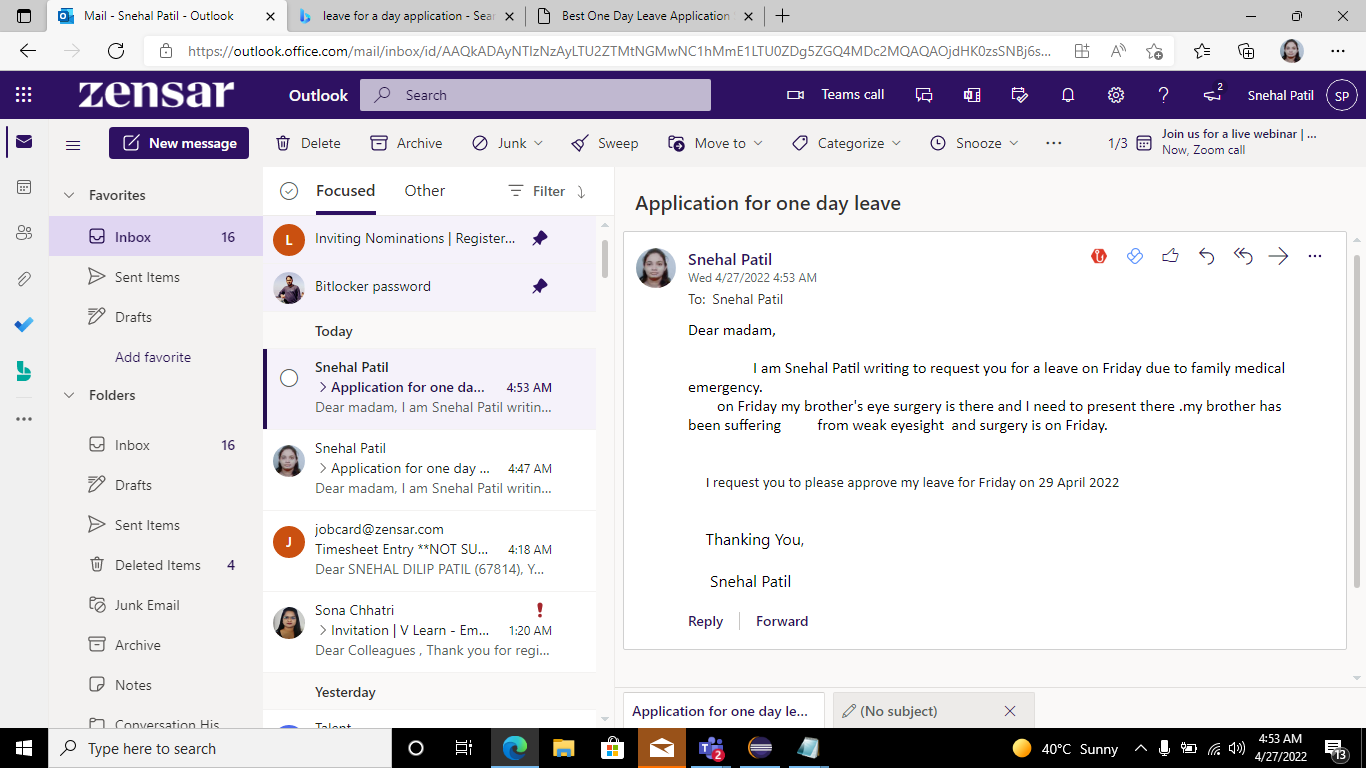 Mail - Snehal Patil - Outlook
leave for a day application - Sear
Best One Day Leave Application
https://outlook.office.com/mail/inbox/id/AAQkADAyNTIzNzAyLTU2ZTMtNGMwNC1hMmE1LTU0ZDg5ZGQ4MDc2MQAQAOjdHK0zsSNBj6s...
zensar
Outlook
Search
Teams call
2
Snehal Patil
SP
New message
Delete
Archive
Junk
Sweep
Move to
Categorize
Snooze
1/3
Join us for a live webinar | ...
Now, Zoom call
Favorites
Inbox 16
Sent Items
Drafts
Add favorite
Folders
Inbox 16
Drafts
Sent Items
Deleted Items 4
Junk Email
Archive
Notes
Conversation His
Focused
Other
Filter
L
Inviting Nominations | Register...
Bitlocker password
Today
Snehal Patil
Application for one da... 4:53 AM
Dear madam, I am Snehal Patil writin...
Snehal Patil
Application for one day ... 4:47 AM
Dear madam, I am Snehal Patil writin...
J
jobcard@zensar.com
Timesheet Entry **NOT SU... 4:18 AM
Dear SNEHAL DILIP PATIL (67814), Y...
Sona Chhatri
Invitation | V Learn - Em... 1:20 AM
Dear Colleagues , Thank you for regi...
Yesterday
Talent
Application for one day leave
Snehal Patil
Wed 4/27/2022 4:53 AM
To: Snehal Patil
Dear madam,
I am Snehal Patil writing to request you for a leave on Friday due to family medical
emergency.
on Friday my brother's eye surgery is there and I need to present there .my brother has
been suffering from weak eyesight and surgery is on Friday.
I request you to please approve my leave for Friday on 29 April 2022
Thanking You,
Snehal Patil
Reply
Forward
Application for one day le...
(No subject)
Type here to search
2
40°C Sunny
4:53 AM
4/27/2022
13